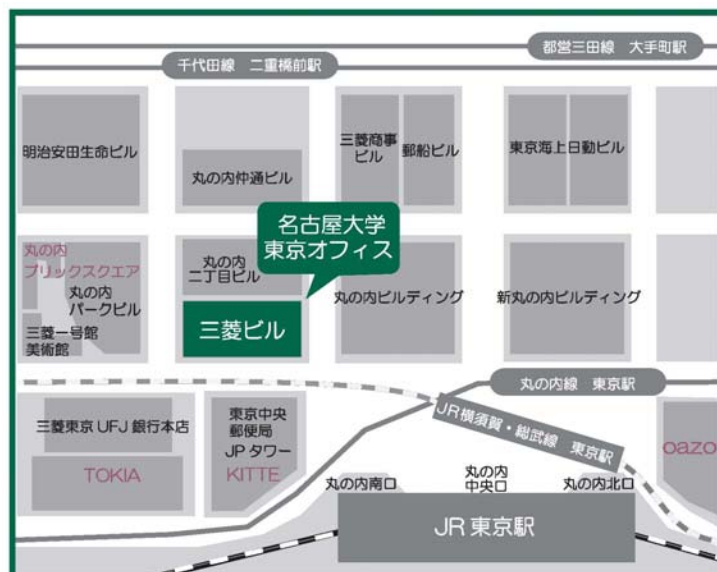 都営三田線 大手町駅
千代田線 二重橋前駅
明治安田生命ビル
丸の内仲通ビル
三菱商事
ビル
郵船ビル
東京海上日動ビル
名古屋大学
東京オフィス
丸の内
ブリックスクエア
丸の内
パークビル
三菱一号館
美術館
丸の内
二丁目ビル
三菱ビル
丸の内ビルディング
新丸の内ビルディング
丸の内線 東京駅
三菱東京UFJ銀行本店
TOKIA
東京中央
郵便局
JPタワー
KITTE
JR横須賀・総武線 東京駅
oazo
丸の内南口
丸の内
中央口
丸の内北口
JR東京駅